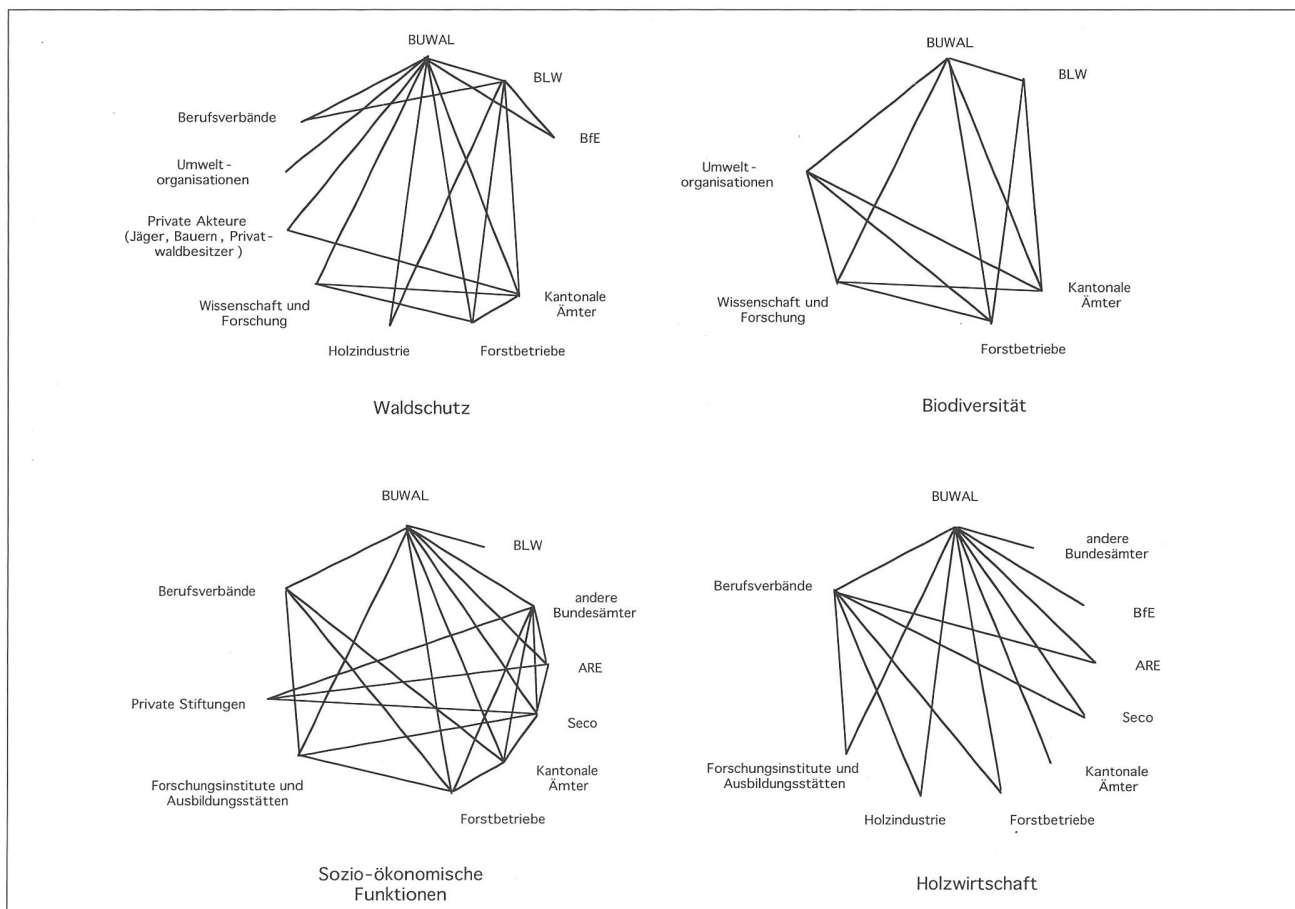 BUWAL
BLW
BfE
Berufsverbände
Umwelt-
organisationen
Private Akteure
(Jäger, Bauern, Privat-
waldbesitzer)
Wissenschaft und
Forschung
Holzindustrie
Forstbetriebe
Kantonale
Ämter
Waldschutz
BUWAL
BLW
Umwelt-
organisationen
Wissenschaft und
Forschung
Kantonale
Ämter
Forstbetriebe
Biodiversität
BUWAL
BLW
Berufsverbände
andere
Bundesämter
ARE
Private Stiftungen
Seco
Forschungsinstitute und
Ausbildungsstätten
Kantonale
Ämter
Forstbetriebe
Sozio-ökonomische
Funktionen
BUWAL
andere
Bundesämter
Berufsverbände
BfE
ARE
Seco
Forschungsinstitute und
Ausbildungsstätten
Kantonale
Ämter
Holzindustrie
Forstbetriebe
Holzwirtschaft